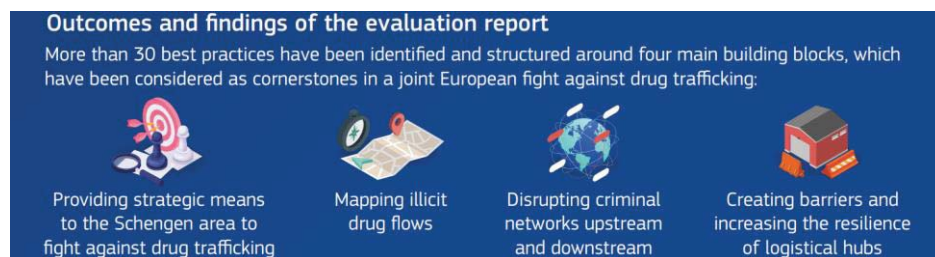 Outcomes and findings of the evaluation report
More than 30 best practices have been identified and structured around four main building blocks, which
have been considered as cornerstones in a joint European fight against drug trafficking:
Providing strategic means
to the Schengen area to
fight against drug trafficking
Mapping illicit
drug flows
Disrupting criminal
networks upstream
and downstream
Creating barriers and
increasing the resilience
of logistical hubs